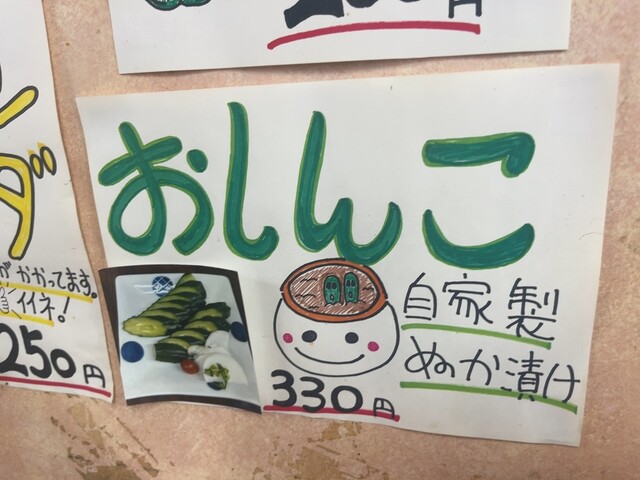 円
おしんこ
自家製
ぬか漬け
330円
がかかってます。
イイネ!
250円